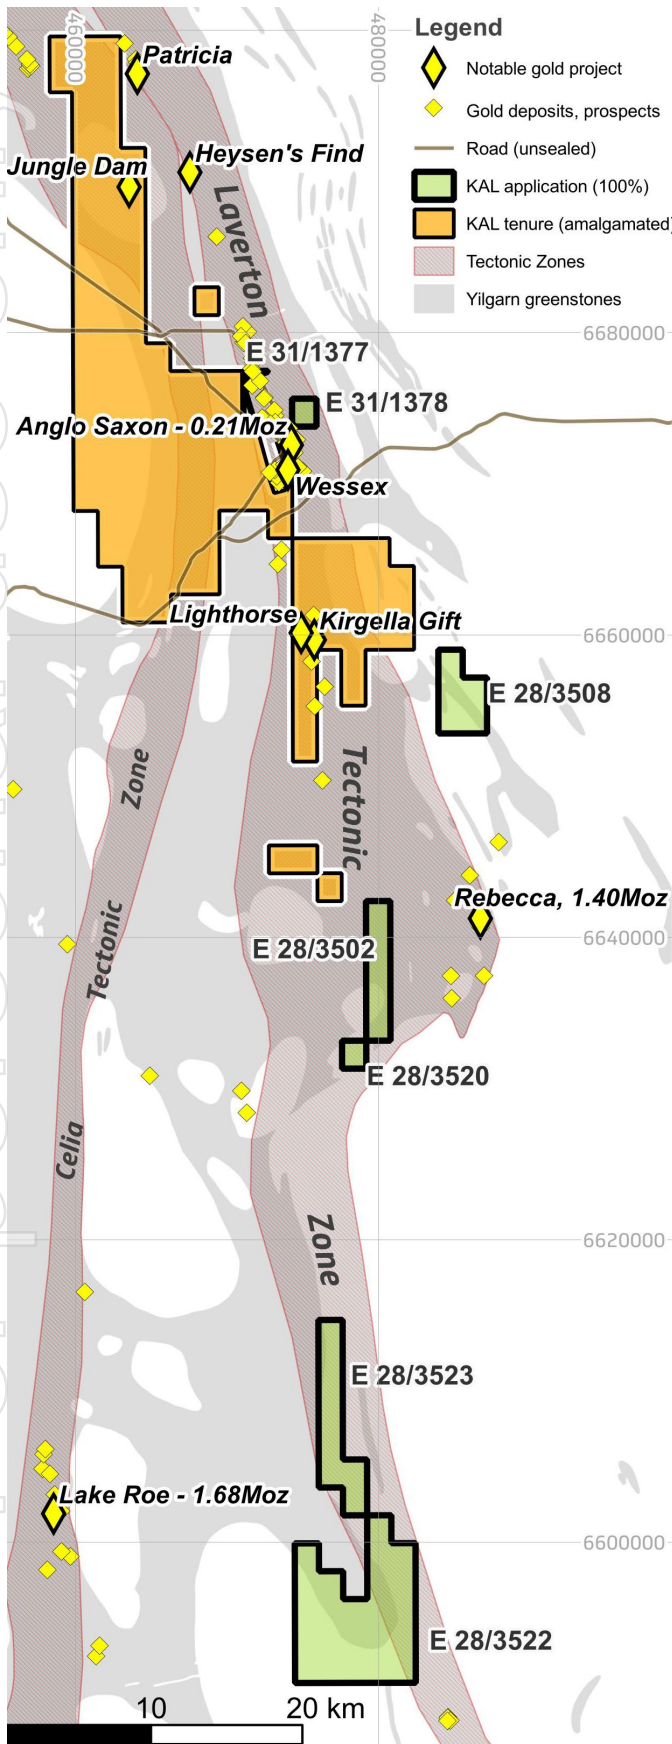 460000
480000
Legend
Notable gold project
Gold deposits, prospects
Road (unsealed)
KAL application (100%)
KAL tenure (amalgamated)
Tectonic Zones
Yilgarn greenstones
Patricia
Heysen's Find
Jungle Dam
Laverton
6680000
E 31/1377
E 31/1378
Anglo Saxon - 0.21Moz
Wessex
Lighthorse
Kirgella Gift
6660000
E 28/3508
Tectonic
Zone
Rebecca, 1.40Moz
E 28/3502
6640000
Tectonic
E 28/3520
Celia
Zone
6620000
E 28/3523
Lake Roe - 1.68Moz
6600000
E 28/3522
10
20 km